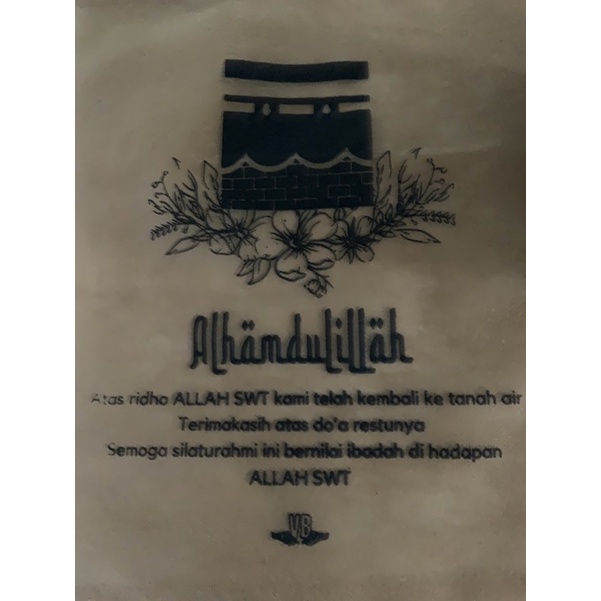 Alhämdulilläh
Atas ridho ALLAH SWT kami telah kembali ke tanah air
Terimakasih atas do'a restunya
Semoga silaturahmi ini bernilai ibadah di hadapan
ALLAH SWT
VB